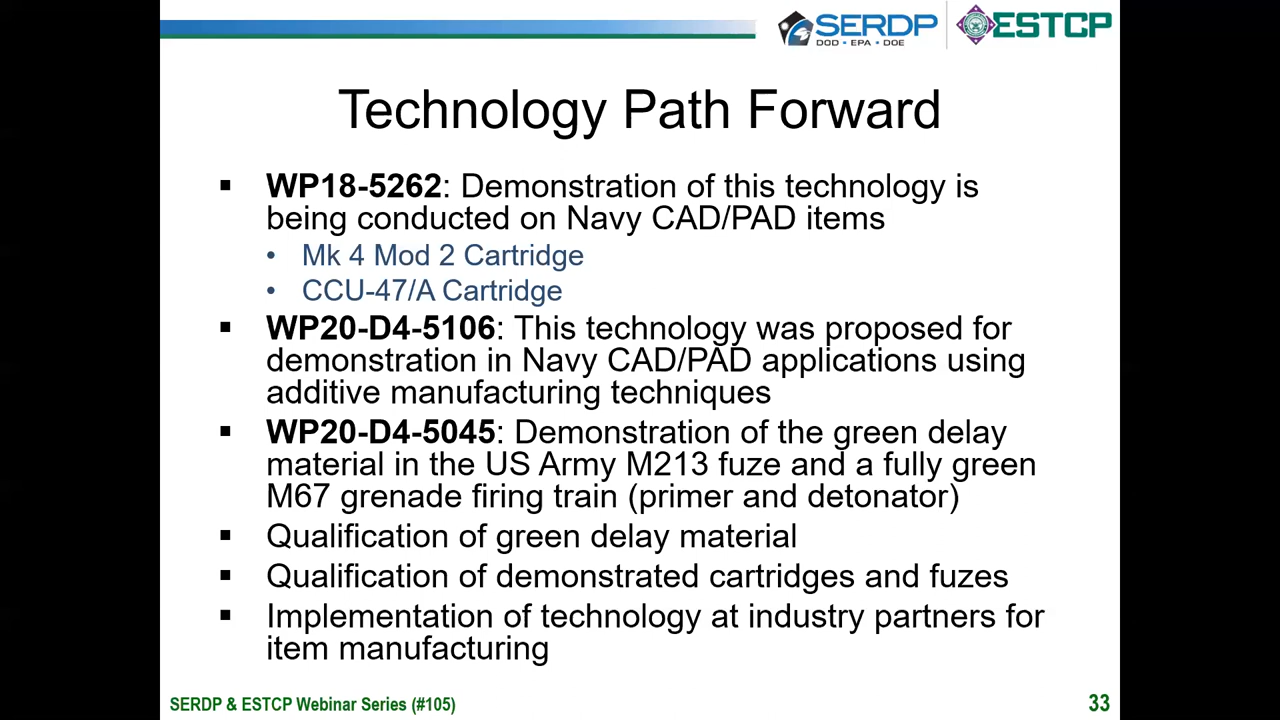 SERDP
DOD • EPA • DOE
ESTCP
Technology Path Forward
▪ WP18-5262: Demonstration of this technology is
being conducted on Navy CAD/PAD items
• Mk 4 Mod 2 Cartridge
• CCU-47/A Cartridge
▪ WP20-D4-5106: This technology was proposed for
demonstration in Navy CAD/PAD applications using
additive manufacturing techniques
▪ WP20-D4-5045: Demonstration of the green delay
material in the US Army M213 fuze and a fully green
M67 grenade firing train (primer and detonator)
▪ Qualification of green delay material
▪ Qualification of demonstrated cartridges and fuzes
▪ Implementation of technology at industry partners for
item manufacturing
SERDP & ESTCP Webinar Series (#105)
33